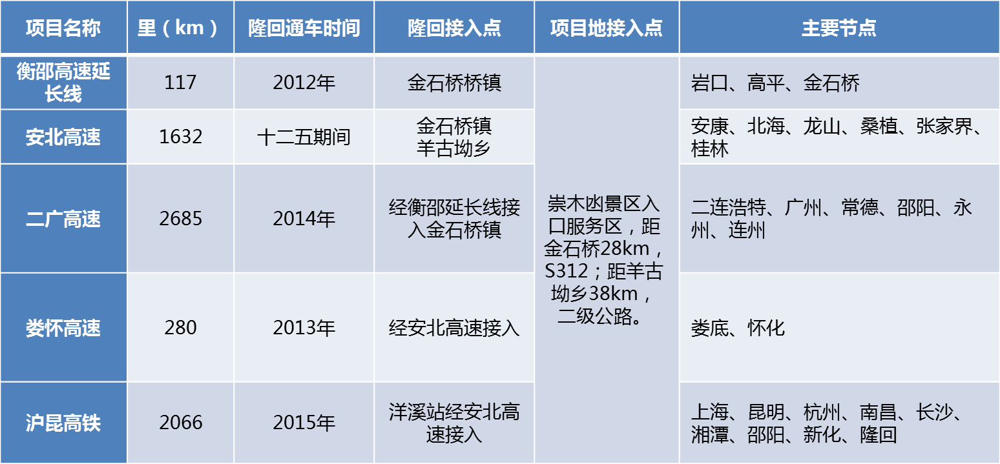 项目名称
里（km）
隆回通车时间
隆回接入点
项目地接入点
主要节点
衡邵高速延
长线
117
2012年
金石桥桥镇
岩口、高平、金石桥
安北高速
1632
十二五期间
金石桥镇
羊古坳乡
安康、北海、龙山、桑植、张家界、
桂林
二广高速
2685
2014年
经衡邵延长线接
入金石桥镇
崇木凼景区入
口服务区，距
金石桥28km，
S312；距羊古
坳乡38km，
二级公路。
二连浩特、广州、常德、邵阳、永
州、连州
娄怀高速
280
2013年
经安北高速接入
娄底、怀化
沪昆高铁
2066
2015年
洋溪站经安北高
速接入
上海、昆明、杭州、南昌、长沙、
湘潭、邵阳、新化、隆回